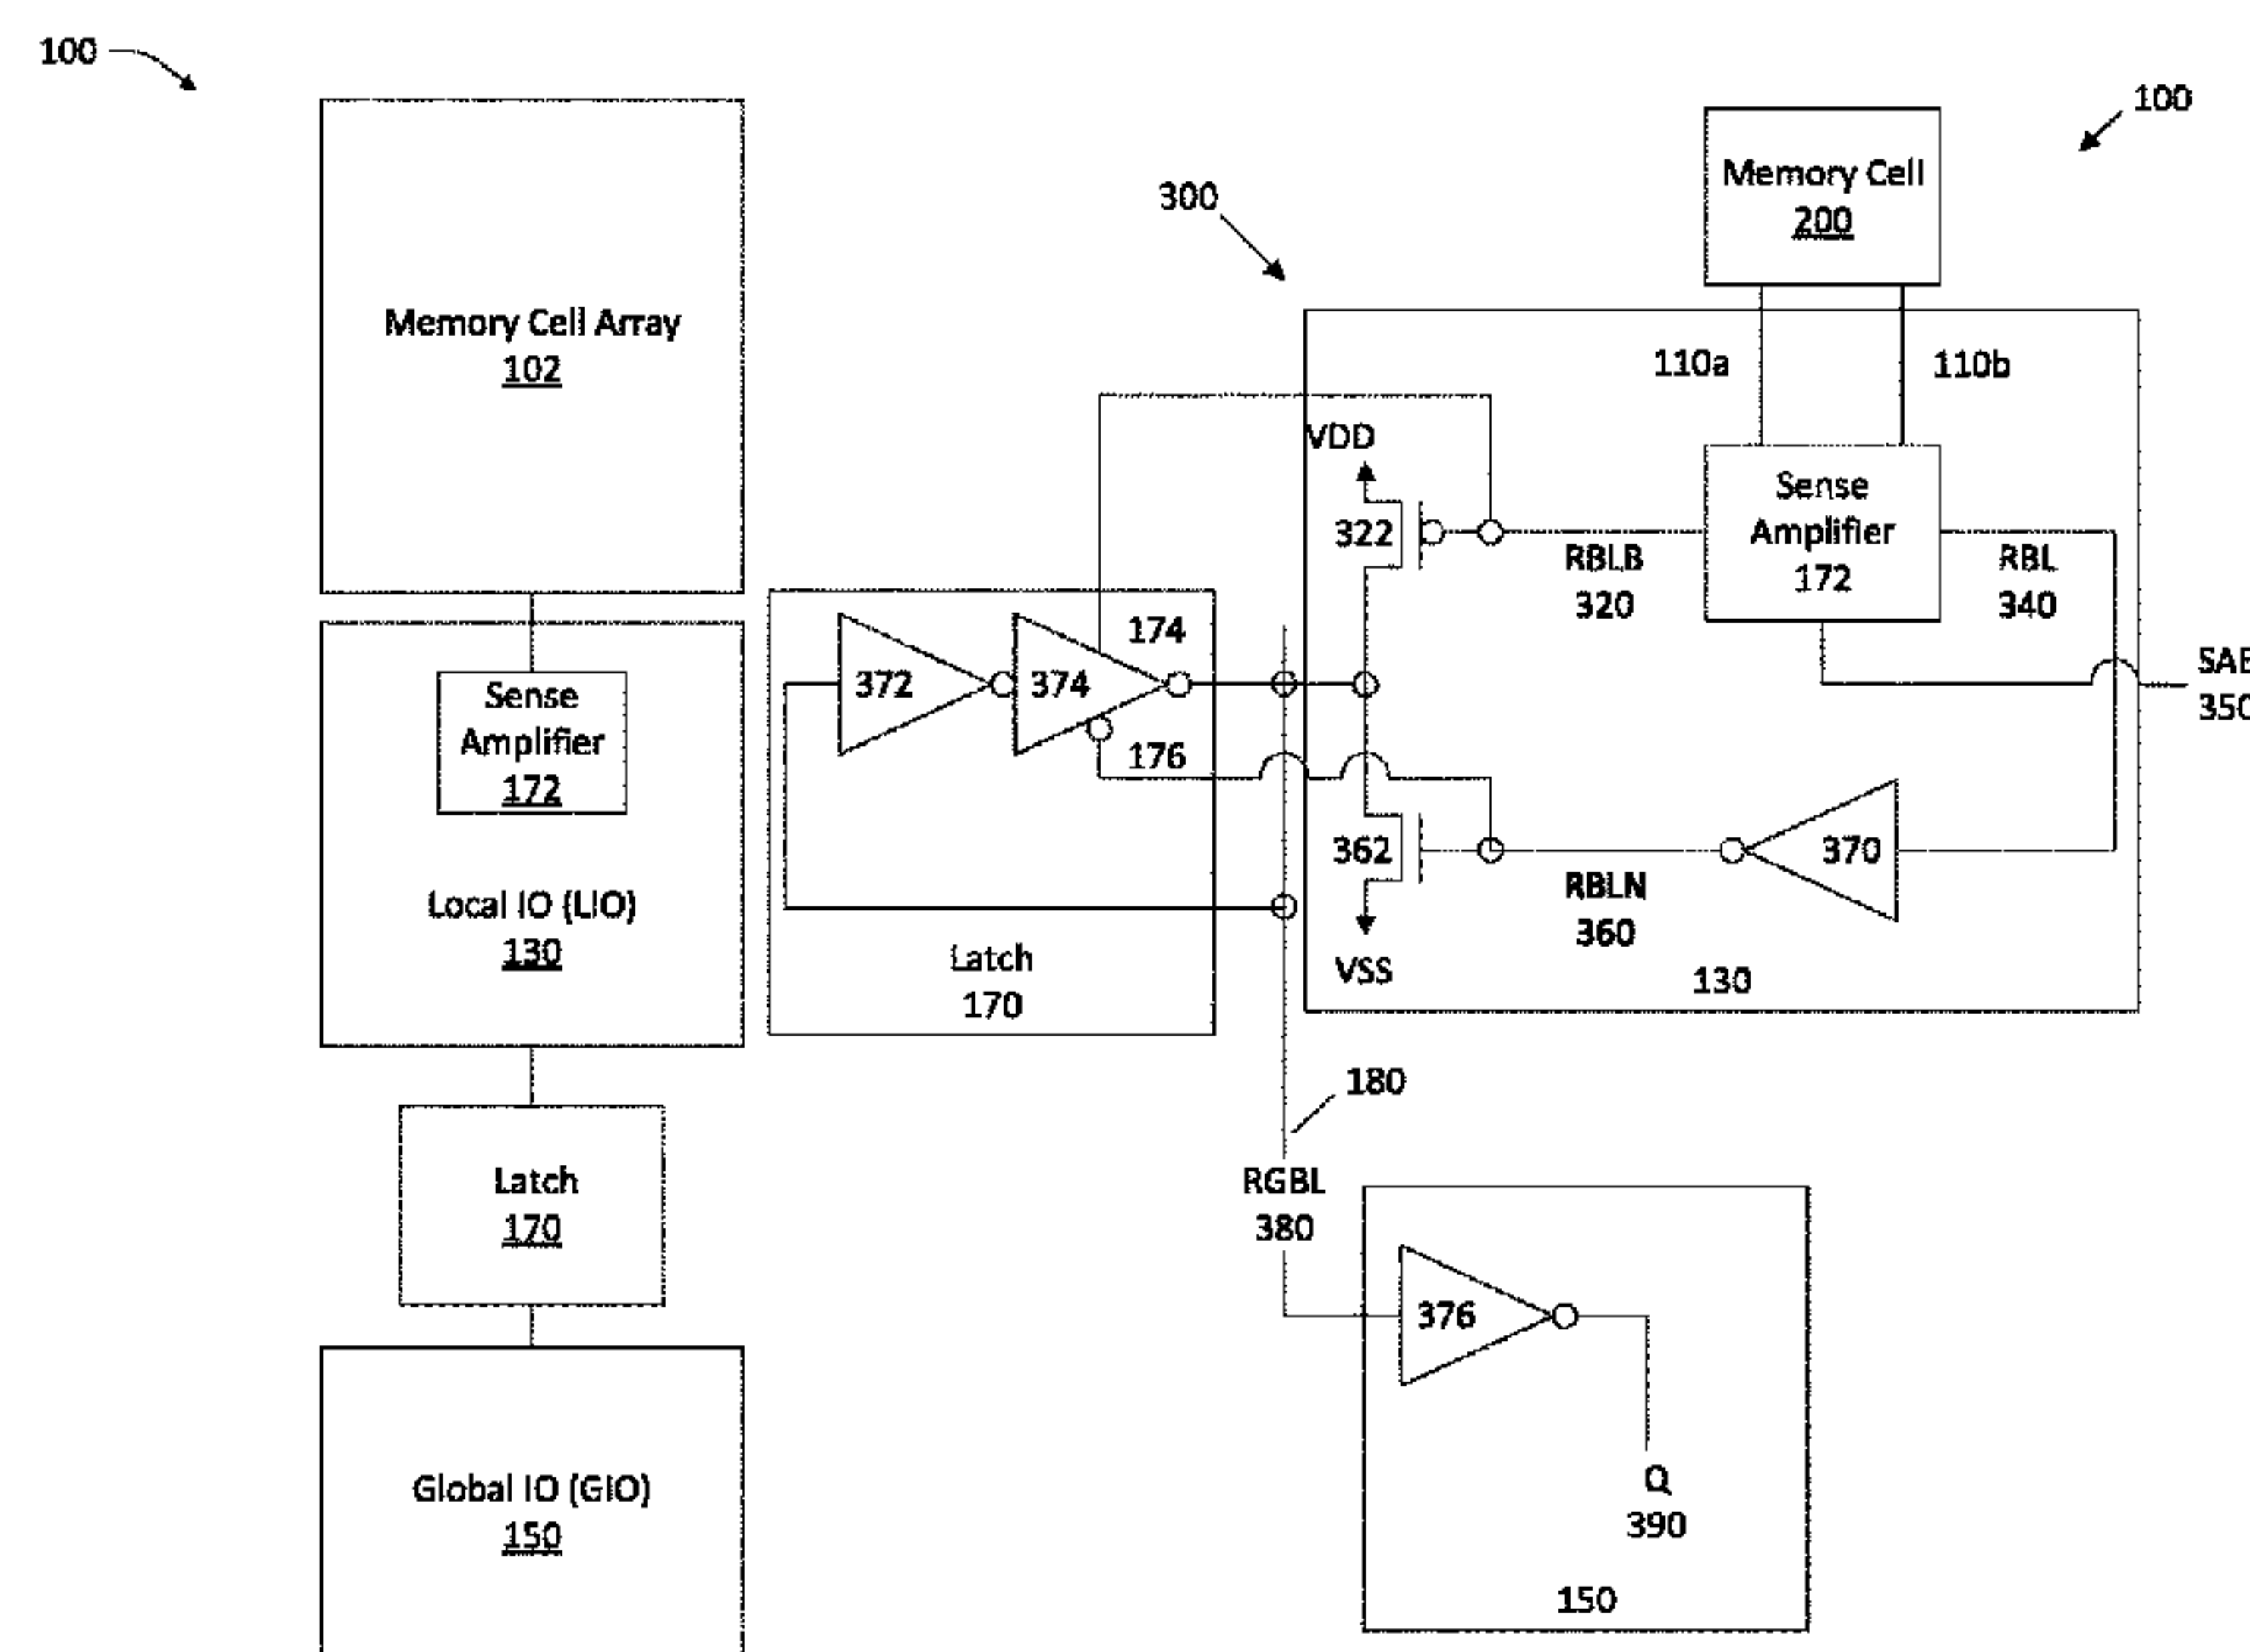 100
Memory Cell Array
102
Sense
Amplifier
172
Local IO (LIO)
130
Latch
170
Global IO (GIO)
150
100
Memory Cell
200
300
110a
110b
VDD
322
RBLB
320
Sense
Amplifier
172
RBL
340
SAE
350
372
374
174
176
362
RBLN
360
370
VSS
130
Latch
170
180
RGBL
380
376
Q
390
150